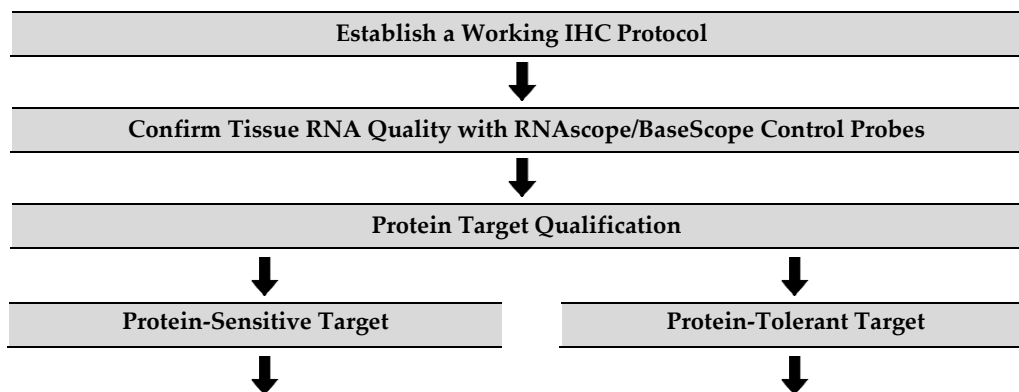 Establish a Working IHC Protocol
Confirm Tissue RNA Quality with RNAscope/BaseScope Control Probes
Protein Target Qualification
Protein-Sensitive Target
Protein-Tolerant Target